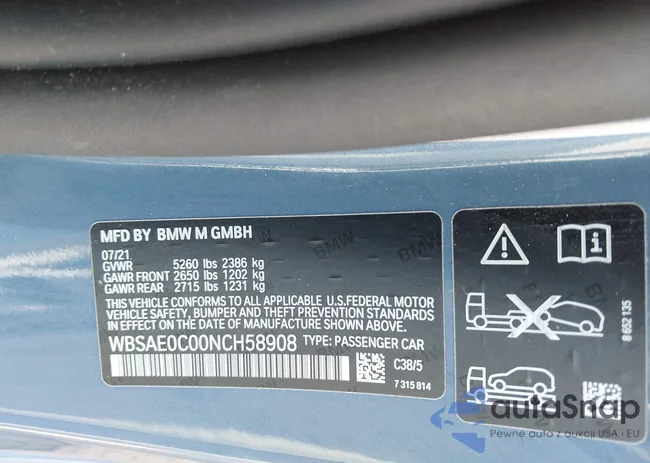 MFD BY BMW M GMBH
07/21
GVWR 5260 lbs 2386 kg
GAWR FRONT 2650 lbs 1202 kg
GAWR REAR 2715 lbs 1231 kg
THIS VEHICLE CONFORMS TO ALL APPLICABLE U.S.FEDERAL MOTOR
VEHICLE SAFETY, BUMPER AND THEFT PREVENTION STANDARDS
IN EFFECT ON THE DATE OF MANUFACTURE SHOWN ABOVE.
WBSAE0C00NCH58908 TYPE: PASSENGER CAR
C38/5
7 315 814
8 652 135
BMW
autoSnap
Pewne auta z aukcji USA - EU